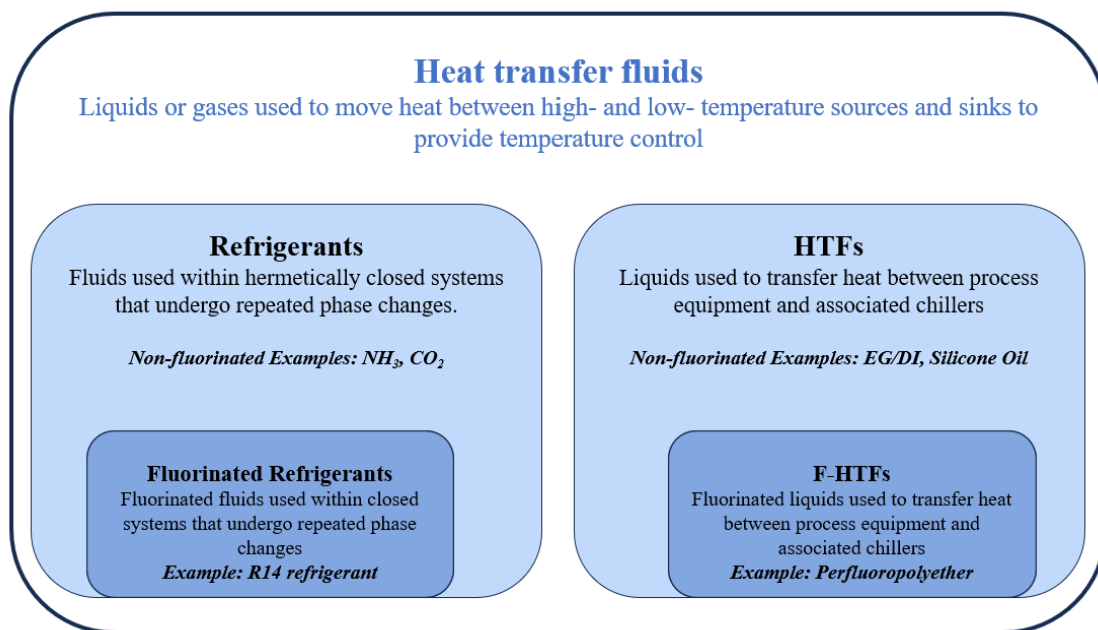 Heat transfer fluids
Liquids or gases used to move heat between high- and low- temperature sources and sinks to
provide temperature control
Refrigerants
Fluids used within hermetically closed systems
that undergo repeated phase changes.
Non-fluorinated Examples: NH₃, CO₂
Fluorinated Refrigerants
Fluorinated fluids used within closed
systems that undergo repeated phase
changes
Example: R14 refrigerant
HTFs
Liquids used to transfer heat between process
equipment and associated chillers
Non-fluorinated Examples: EG/DI, Silicone Oil
F-HTFs
Fluorinated liquids used to transfer heat
between process equipment and
associated chillers
Example: Perfluoropolyether